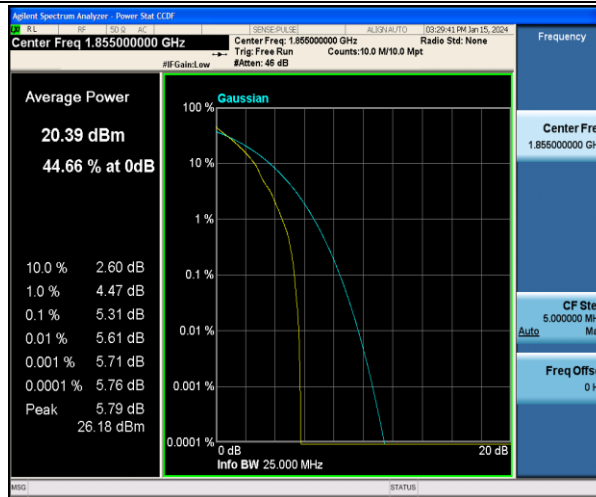 Agilent Spectrum Analyzer - Power Stat CCDF
RL RF 50 Ω AC SENSE:PULSE ALIGN AUTO 03:29:41 PM Jan 15, 2024
Center Freq 1.855000000 GHz
Center Freq: 1.855000000 GHz
Radio Std: None
Trig: Free Run
Counts:10.0 M/10.0 Mpt
#IFGain:Low
#Atten: 46 dB
Frequency
Average Power
20.39 dBm
44.66 % at 0dB
10.0 % 2.60 dB
1.0 % 4.47 dB
0.1 % 5.31 dB
0.01 % 5.61 dB
0.001 % 5.71 dB
0.0001 % 5.76 dB
Peak 5.79 dB
26.18 dBm
100 %
Gaussian
10 %
1 %
0.1 %
0.01 %
0.001 %
0.0001 %
0 dB
20 dB
Info BW 25.000 MHz
Center Fre
1.855000000 GH
CF Ste
5.000000 MH
Auto Ma
Freq Offs
0 H
MSG
STATUS